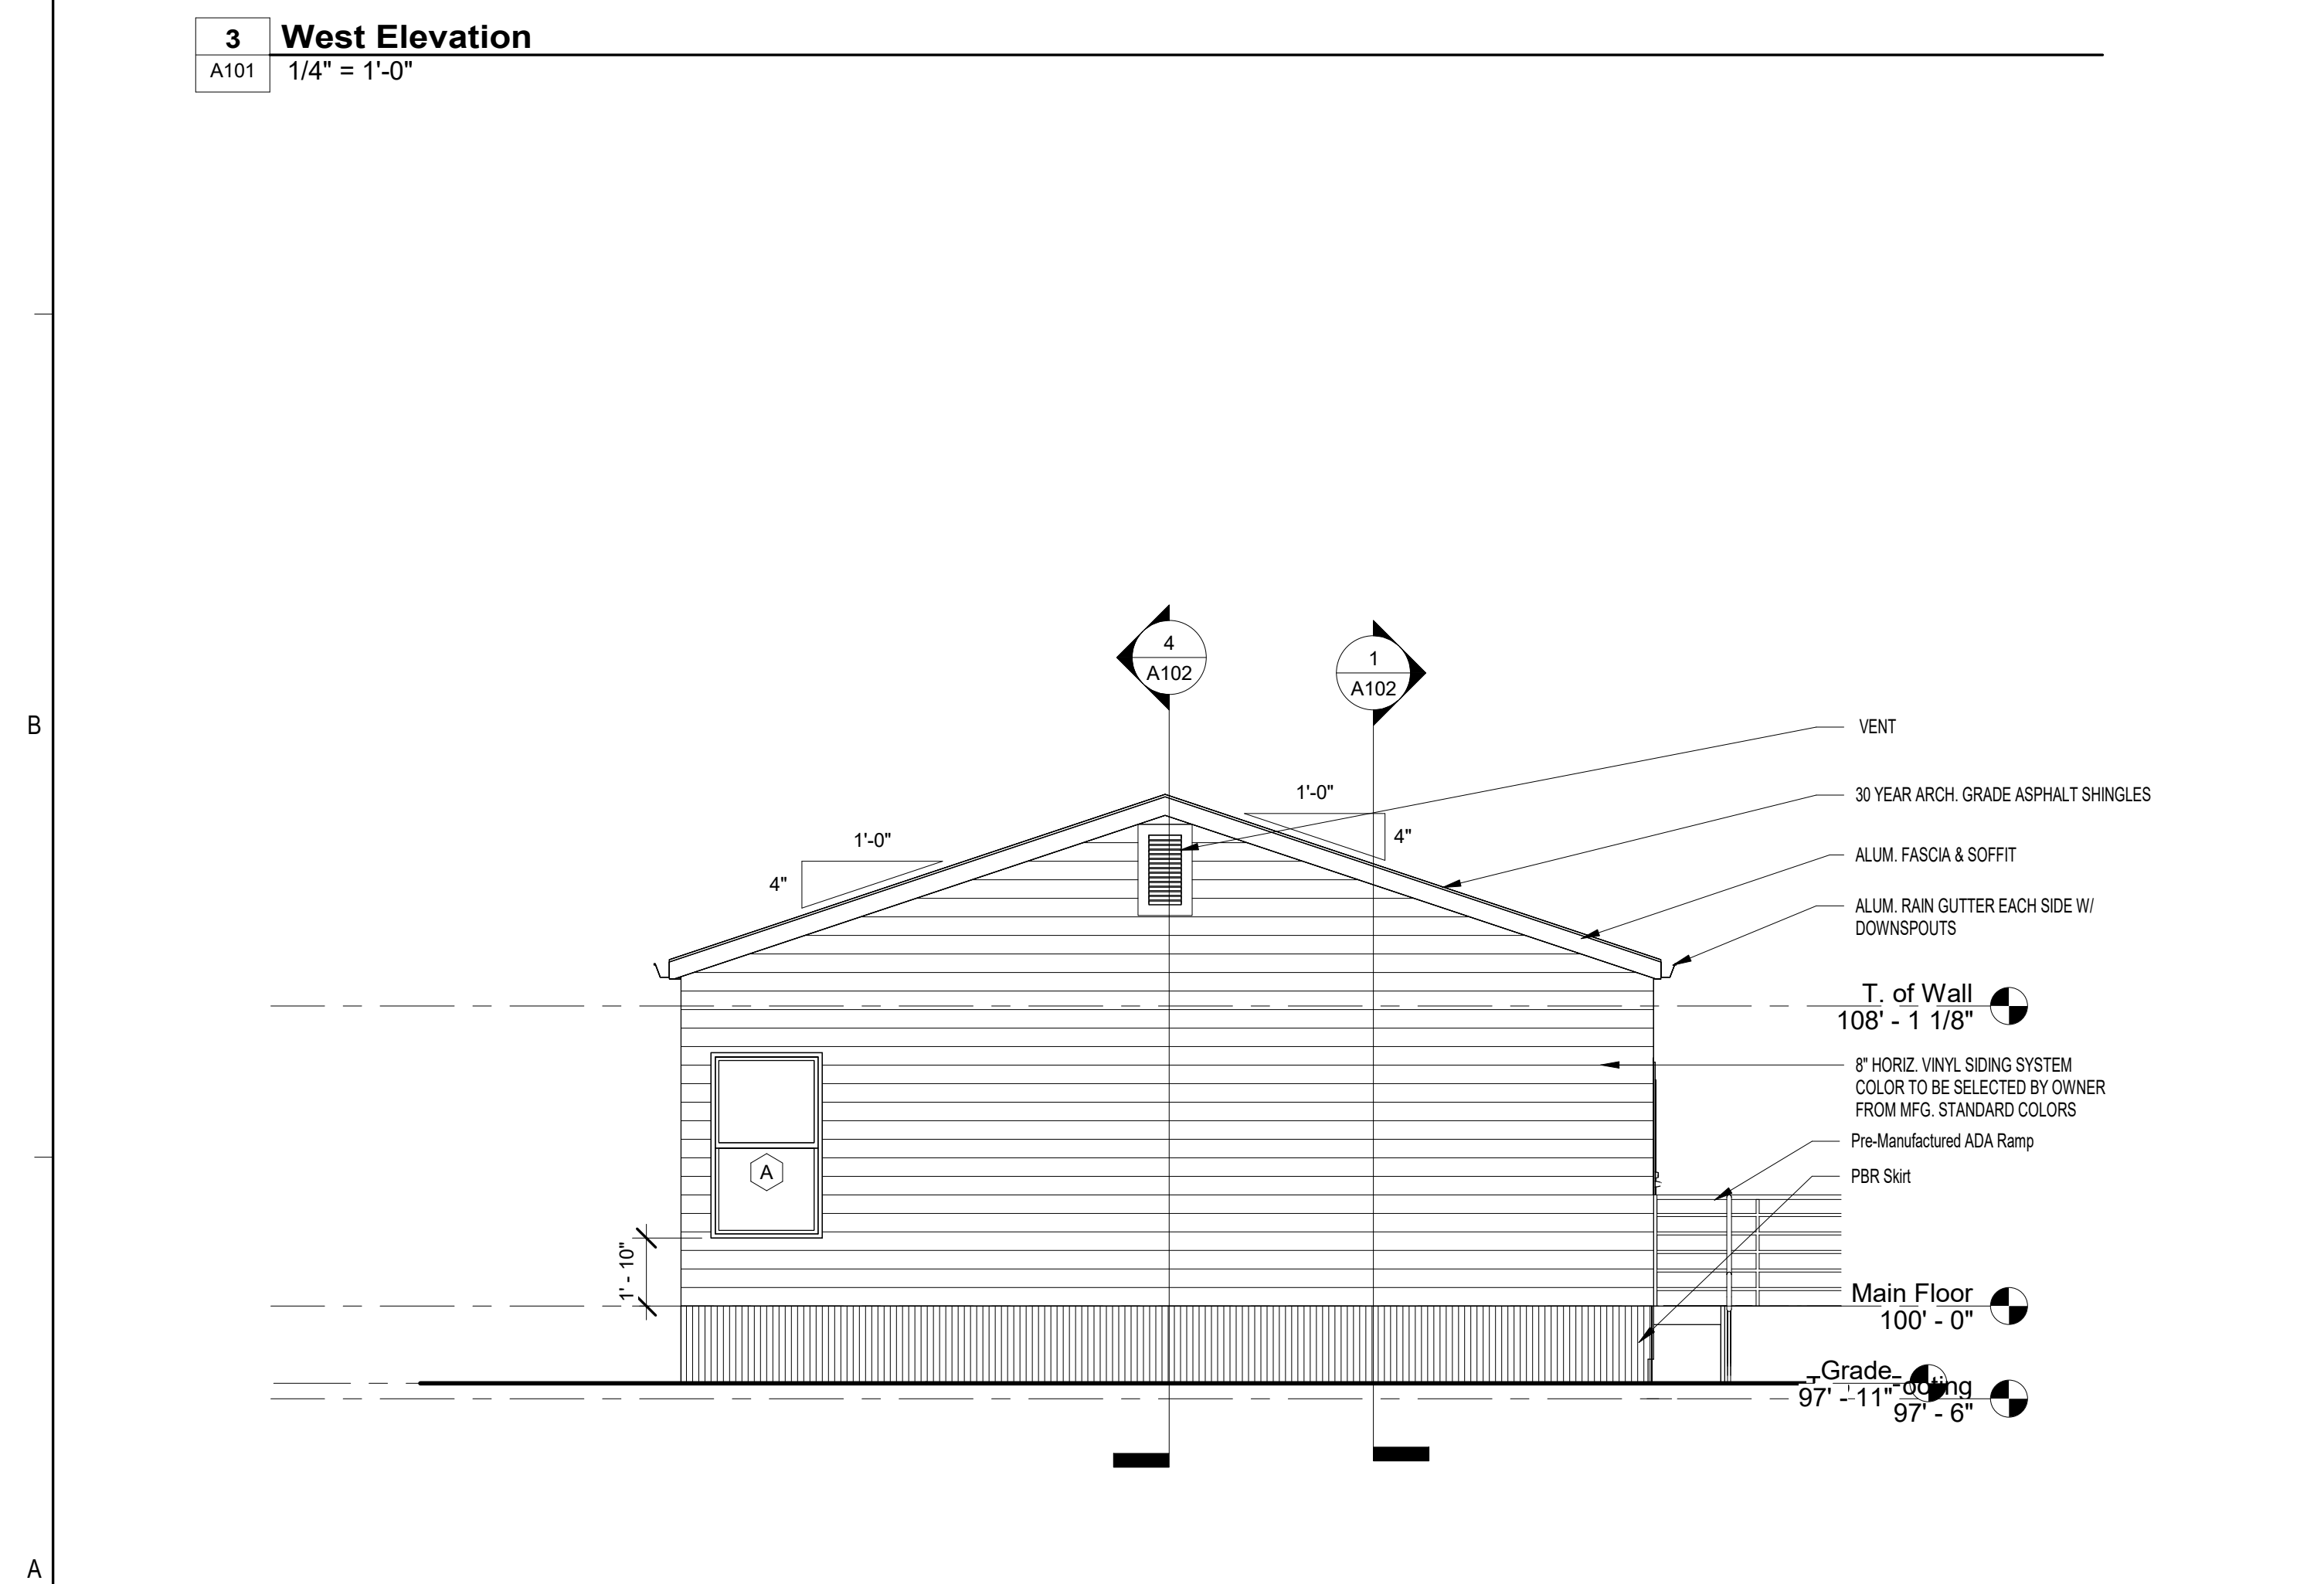 3
West Elevation
A101
1/4" = 1'-0"
4
A102
1
A102
B
VENT
1'-0"
4"
30 YEAR ARCH. GRADE ASPHALT SHINGLES
1'-0"
4"
ALUM. FASCIA & SOFFIT
ALUM. RAIN GUTTER EACH SIDE W/
DOWNSPOUTS
T. of Wall
108' - 1 1/8"
8" HORIZ. VINYL SIDING SYSTEM
COLOR TO BE SELECTED BY OWNER
FROM MFG. STANDARD COLORS
Pre-Manufactured ADA Ramp
A
PBR Skirt
1' - 10"
Main Floor
100' - 0"
Grade
97' - 11"
97' - 6"
A